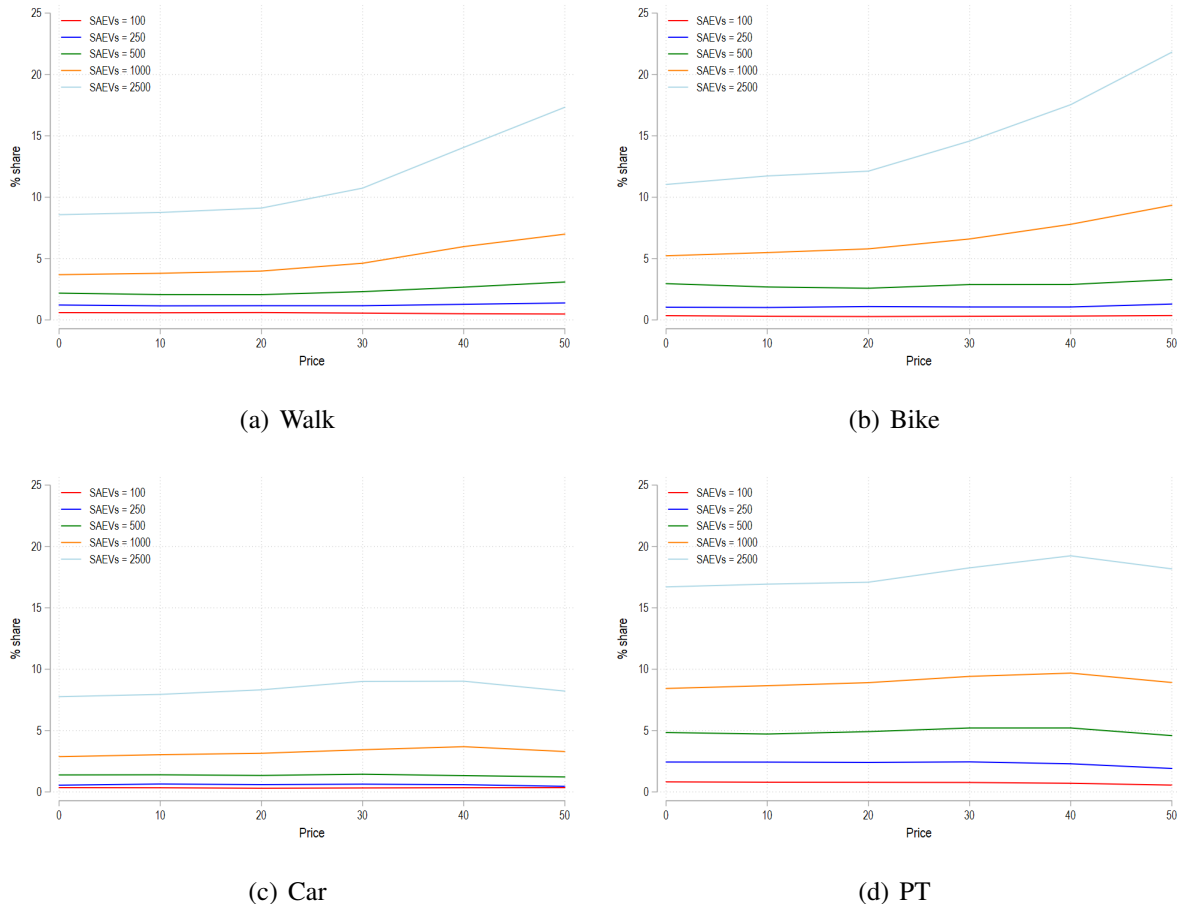 25
20
15
10
5
0
% share
SAEVs = 100
SAEVs = 250
SAEVs = 500
SAEVs = 1000
SAEVs = 2500
0 10 20 30 40 50
Price
(a) Walk
25
20
15
10
5
0
% share
SAEVs = 100
SAEVs = 250
SAEVs = 500
SAEVs = 1000
SAEVs = 2500
0 10 20 30 40 50
Price
(b) Bike
25
20
15
10
5
0
% share
SAEVs = 100
SAEVs = 250
SAEVs = 500
SAEVs = 1000
SAEVs = 2500
0 10 20 30 40 50
Price
(c) Car
25
20
15
10
5
0
% share
SAEVs = 100
SAEVs = 250
SAEVs = 500
SAEVs = 1000
SAEVs = 2500
0 10 20 30 40 50
Price
(d) PT